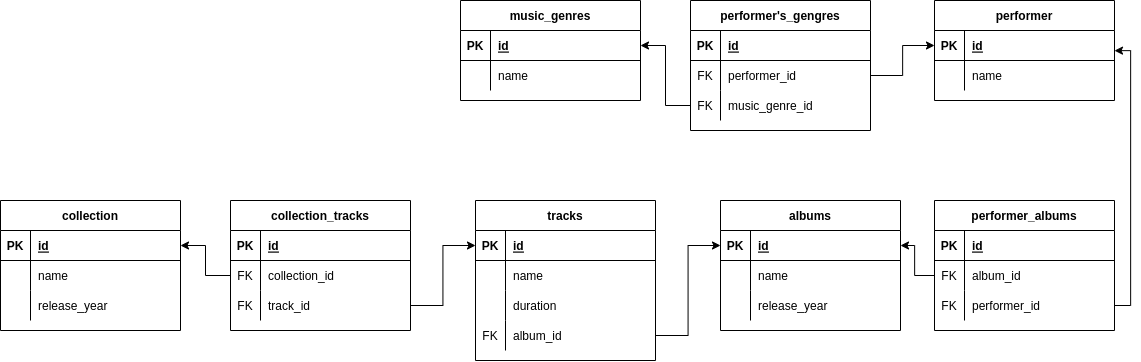 music_genres
PK id
name
performer's_gengres
PK id
FK performer_id
FK music_genre_id
performer
PK id
name
collection
PK id
name
release_year
collection_tracks
PK id
FK collection_id
FK track_id
tracks
PK id
name
duration
FK album_id
albums
PK id
name
release_year
performer_albums
PK id
FK album_id
FK performer_id